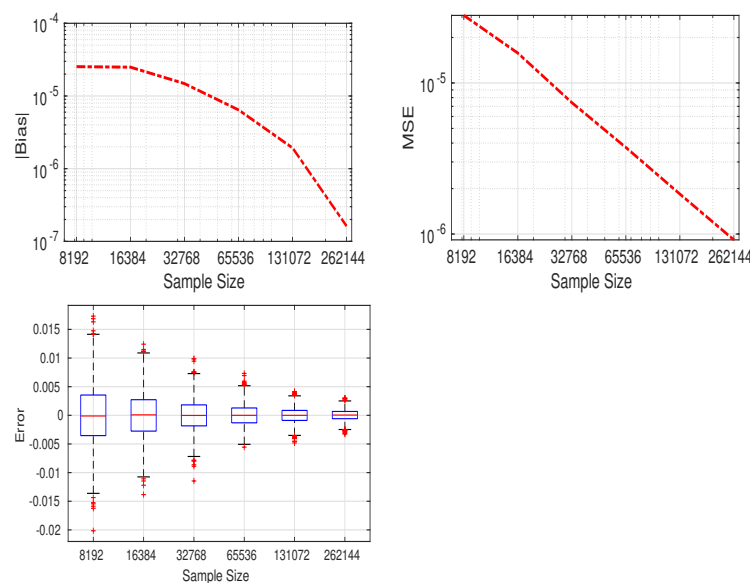 |Bias|
10^-4
10^-5
10^-6
10^-7
8192 16384 32768 65536 131072 262144
Sample Size
MSE
10^-5
10^-6
8192 16384 32768 65536 131072 262144
Sample Size
Error
0.015
0.01
0.005
0
-0.005
-0.01
-0.015
-0.02
8192 16384 32768 65536 131072 262144
Sample Size